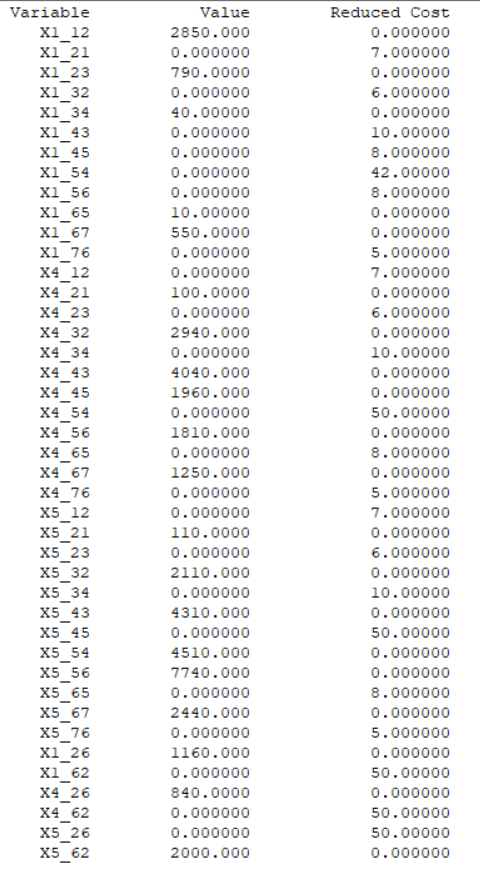 Variable Value Reduced Cost
X1_12 2850.000 0.000000
X1_21 0.000000 7.000000
X1_23 790.0000 0.000000
X1_32 0.000000 6.000000
X1_34 40.00000 0.000000
X1_43 0.000000 10.00000
X1_45 0.000000 8.000000
X1_54 0.000000 42.00000
X1_56 0.000000 8.000000
X1_65 10.00000 0.000000
X1_67 550.0000 0.000000
X1_76 0.000000 5.000000
X4_12 0.000000 7.000000
X4_21 100.0000 0.000000
X4_23 0.000000 6.000000
X4_32 2940.000 0.000000
X4_34 0.000000 10.00000
X4_43 4040.000 0.000000
X4_45 1960.000 0.000000
X4_54 0.000000 50.00000
X4_56 1810.000 0.000000
X4_65 0.000000 8.000000
X4_67 1250.000 0.000000
X4_76 0.000000 5.000000
X5_12 0.000000 7.000000
X5_21 110.0000 0.000000
X5_23 0.000000 6.000000
X5_32 2110.000 0.000000
X5_34 0.000000 10.00000
X5_43 4310.000 0.000000
X5_45 0.000000 50.00000
X5_54 4510.000 0.000000
X5_56 7740.000 0.000000
X5_65 0.000000 8.000000
X5_67 2440.000 0.000000
X5_76 0.000000 5.000000
X1_26 1160.000 0.000000
X1_62 0.000000 50.00000
X4_26 840.0000 0.000000
X4_62 0.000000 50.00000
X5_26 0.000000 50.00000
X5_62 2000.000 0.000000